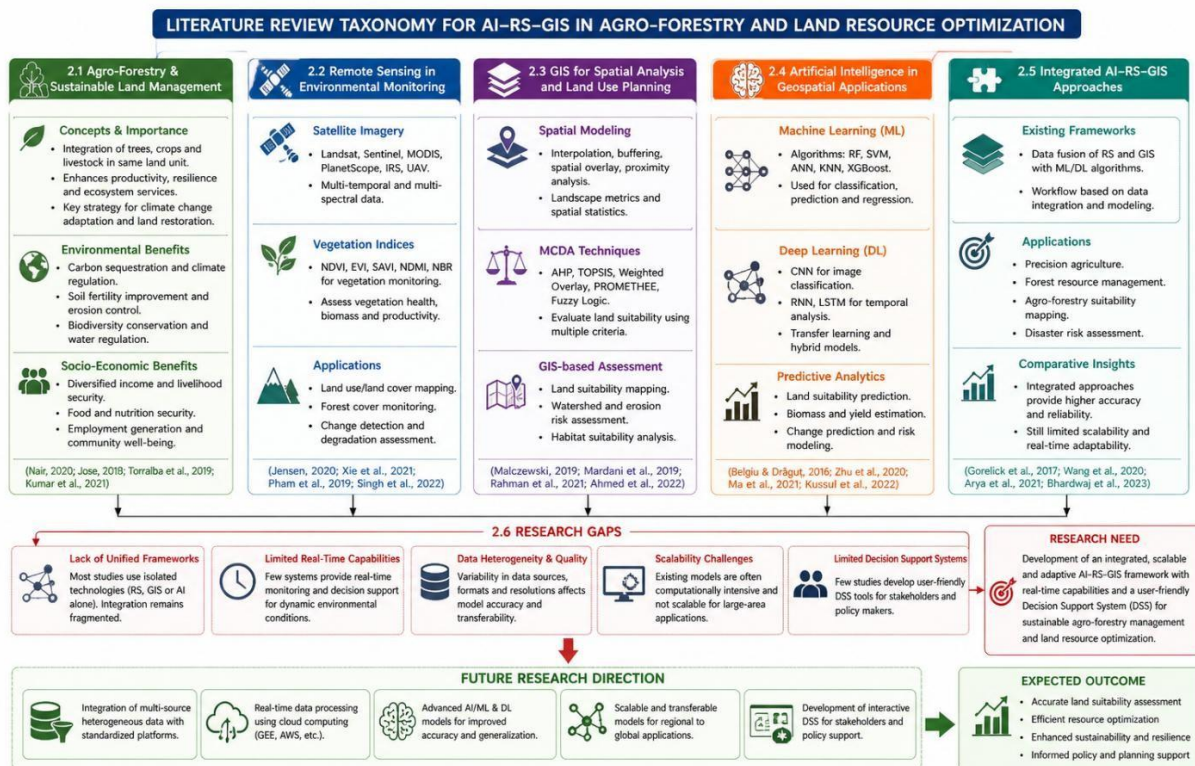 LITERATURE REVIEW TAXONOMY FOR AI–RS–GIS IN AGRO-FORESTRY AND LAND RESOURCE OPTIMIZATION
2.1 Agro-Forestry &
Sustainable Land Management
Concepts & Importance
• Integration of trees, crops and
livestock in same land unit.
• Enhances productivity, resilience
and ecosystem services.
• Key strategy for climate change
adaptation and land restoration.
Environmental Benefits
• Carbon sequestration and climate
regulation.
• Soil fertility improvement and
erosion control.
• Biodiversity conservation and
water regulation.
Socio-Economic Benefits
• Diversified income and livelihood
security.
• Food and nutrition security.
• Employment generation and
community well-being.
(Nair, 2020; Jose, 2018; Torralba et al., 2019;
Kumar et al., 2021)
2.2 Remote Sensing in
Environmental Monitoring
Satellite Imagery
• Landsat, Sentinel, MODIS,
PlanetScope, IRS, UAV.
• Multi-temporal and multi-
spectral data.
Vegetation Indices
• NDVI, EVI, SAVI, NDMI, NBR
for vegetation monitoring.
• Assess vegetation health,
biomass and productivity.
Applications
• Land use/land cover mapping.
• Forest cover monitoring.
• Change detection and
degradation assessment.
(Jensen, 2020; Xie et al., 2021;
Pham et al., 2019; Singh et al., 2022)
2.3 GIS for Spatial Analysis
and Land Use Planning
Spatial Modeling
• Interpolation, buffering,
spatial overlay, proximity
analysis.
• Landscape metrics and
spatial statistics.
MCDA Techniques
• AHP, TOPSIS, Weighted
Overlay, PROMETHEE,
Fuzzy Logic.
• Evaluate land suitability using
multiple criteria.
GIS-based Assessment
• Land suitability mapping.
• Watershed and erosion
risk assessment.
• Habitat suitability analysis.
(Malczewski, 2019; Mardani et al., 2019;
Rahman et al., 2021; Ahmed et al., 2022)
2.4 Artificial Intelligence in
Geospatial Applications
Machine Learning (ML)
• Algorithms: RF, SVM,
ANN, KNN, XGBoost.
• Used for classification,
prediction and regression.
Deep Learning (DL)
• CNN for image
classification.
• RNN, LSTM for temporal
analysis.
• Transfer learning and
hybrid models.
Predictive Analytics
• Land suitability prediction.
• Biomass and yield estimation.
• Change prediction and risk
modeling.
(Belgiu & Drăguț, 2016; Zhu et al., 2020;
Ma et al., 2021; Kussul et al., 2022)
2.5 Integrated AI–RS–GIS
Approaches
Existing Frameworks
• Data fusion of RS and GIS
with ML/DL algorithms.
• Workflow based on data
integration and modeling.
Applications
• Precision agriculture.
• Forest resource management.
• Agro-forestry suitability
mapping.
• Disaster risk assessment.
Comparative Insights
• Integrated approaches
provide higher accuracy
and reliability.
• Still limited scalability and
real-time adaptability.
(Gorelick et al., 2017; Wang et al., 2020;
Arya et al., 2021; Bhardwaj et al., 2023)
2.6 RESEARCH GAPS
Lack of Unified Frameworks
Most studies use isolated
technologies (RS, GIS or AI
alone). Integration remains
fragmented.
Limited Real-Time Capabilities
Few systems provide real-time
monitoring and decision support
for dynamic environmental
conditions.
Data Heterogeneity & Quality
Variability in data sources,
formats and resolutions affects
model accuracy and
transferability.
Scalability Challenges
Existing models are often
computationally intensive and
not scalable for large-area
applications.
Limited Decision Support Systems
Few studies develop user-friendly
DSS tools for stakeholders and
policy makers.
RESEARCH NEED
Development of an integrated, scalable
and adaptive AI-RS-GIS framework with
real-time capabilities and a user-friendly
Decision Support System (DSS) for
sustainable agro-forestry management
and land resource optimization.
FUTURE RESEARCH DIRECTION
Integration of multi-source
heterogeneous data with
standardized platforms.
Real-time data processing
using cloud computing
(GEE, AWS, etc.).
Advanced AI/ML & DL
models for improved
accuracy and generalization.
Scalable and transferable
models for regional to
global applications.
Development of interactive
DSS for stakeholders and
policy support.
EXPECTED OUTCOME
• Accurate land suitability assessment
• Efficient resource optimization
• Enhanced sustainability and resilience
• Informed policy and planning support